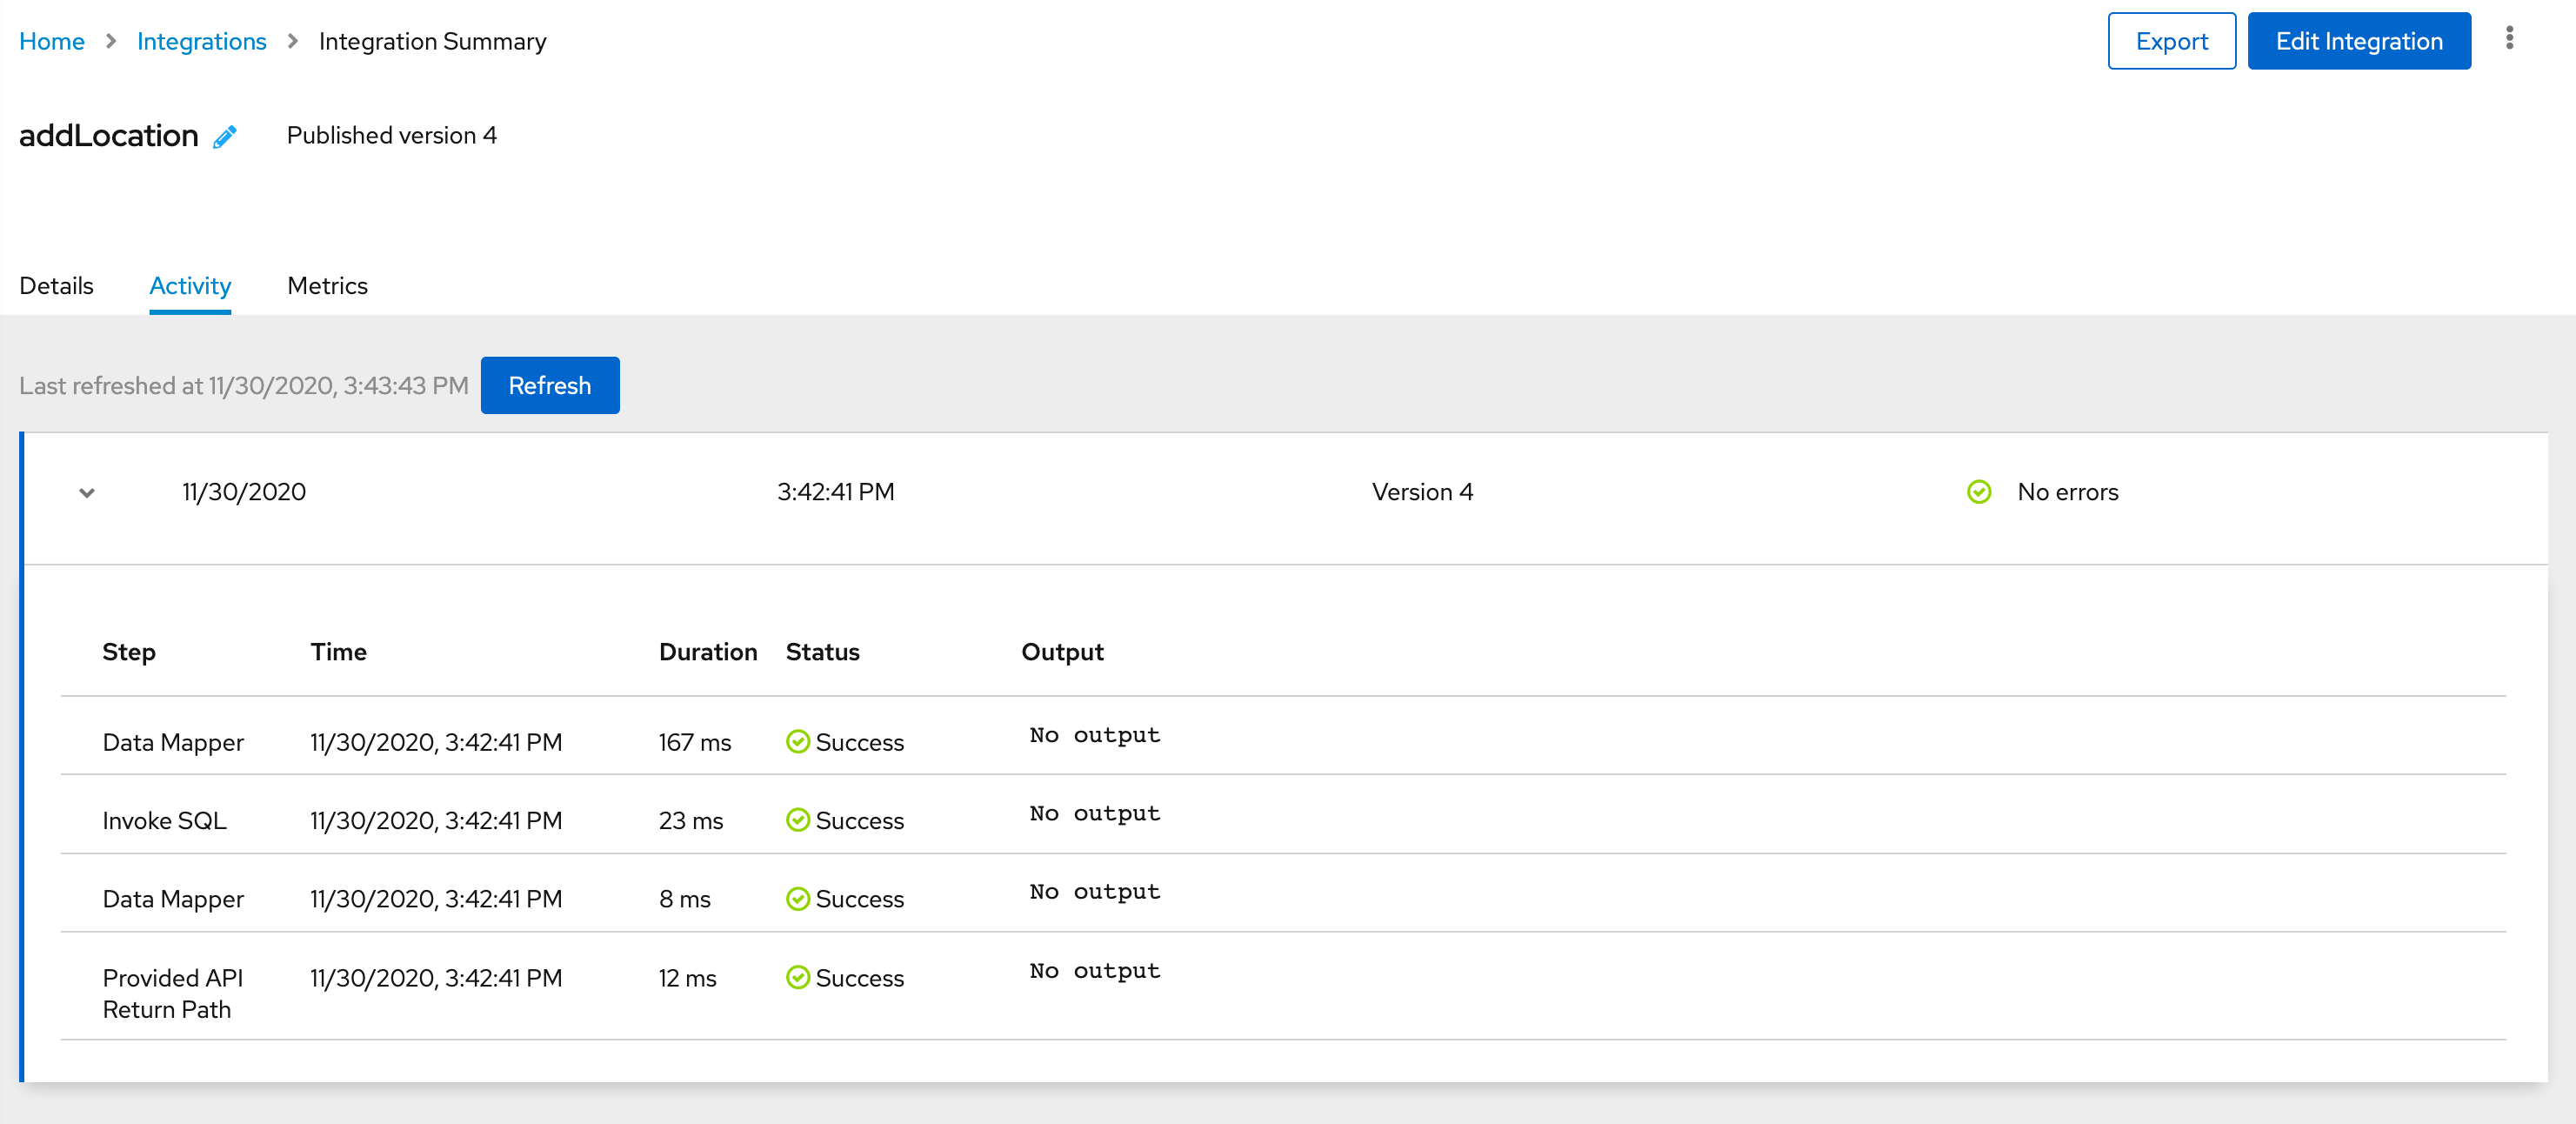 Home > Integrations > Integration Summary
Export
Edit Integration
addLocation
Published version 4
Details
Activity
Metrics
Last refreshed at 11/30/2020, 3:43:43 PM
Refresh
11/30/2020 3:42:41 PM Version 4 No errors
Step Time Duration Status Output
Data Mapper 11/30/2020, 3:42:41 PM 167 ms Success No output
Invoke SQL 11/30/2020, 3:42:41 PM 23 ms Success No output
Data Mapper 11/30/2020, 3:42:41 PM 8 ms Success No output
Provided API 11/30/2020, 3:42:41 PM 12 ms Success No output
Return Path